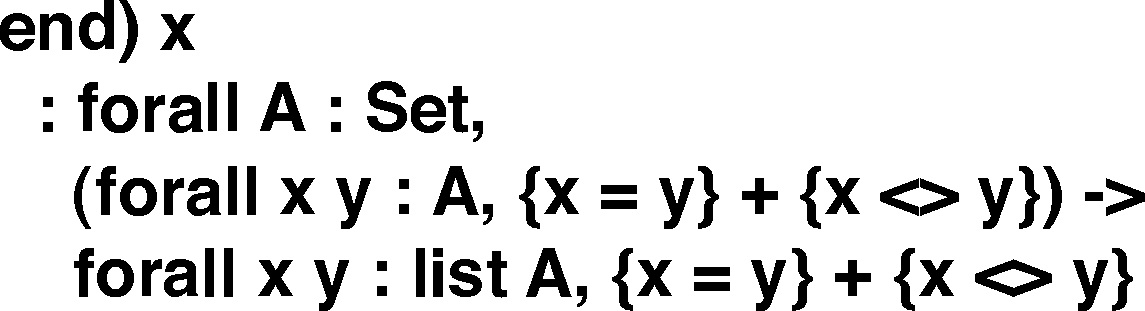 end) x
: forall A : Set,
(forall x y : A, {x = y} + {x <> y}) ->
forall x y : list A, {x = y} + {x <> y}